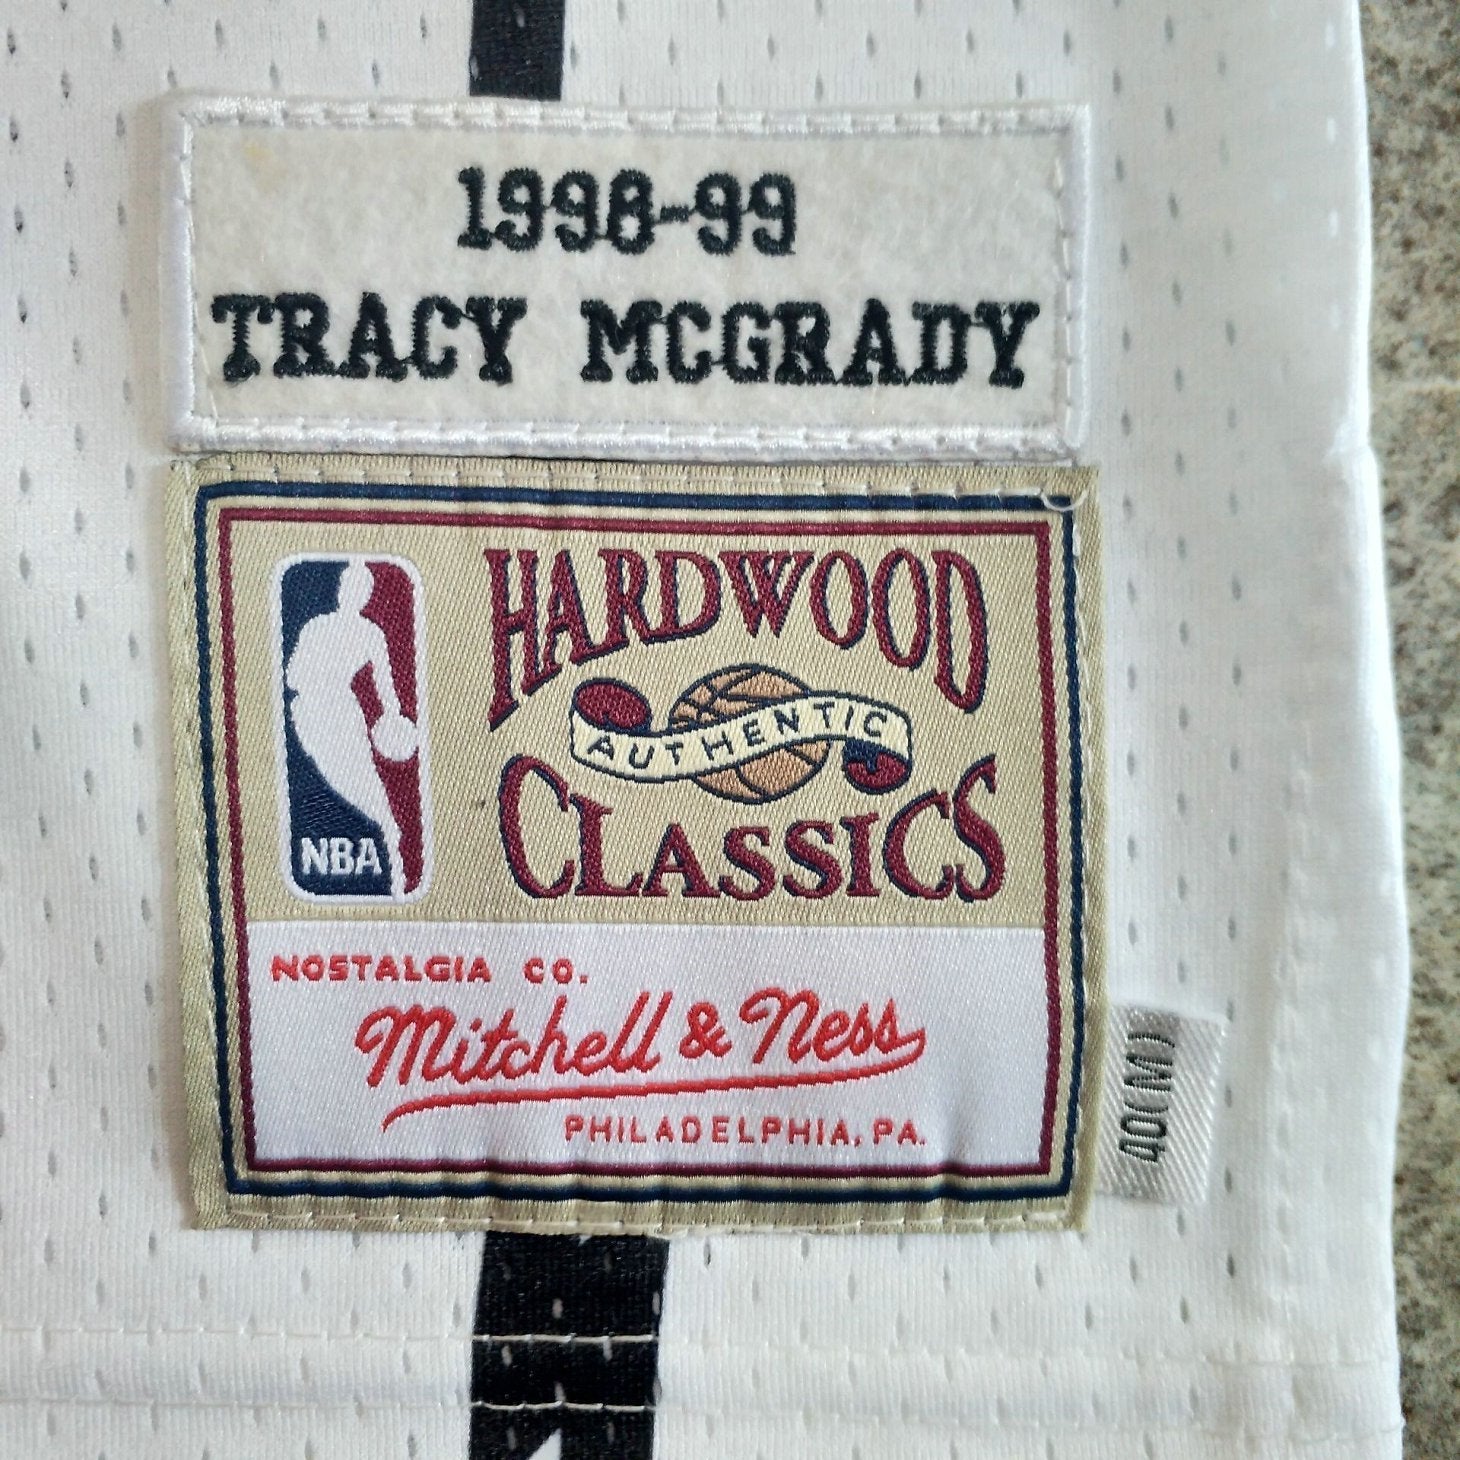 1998-99
TRACY MCGRADY
HARDWOOD
AUTHENTIC
CLASSICS
NBA
NOSTALGIA CO.
Mitchell & Ness
PHILADELPHIA, PA.
40(M)